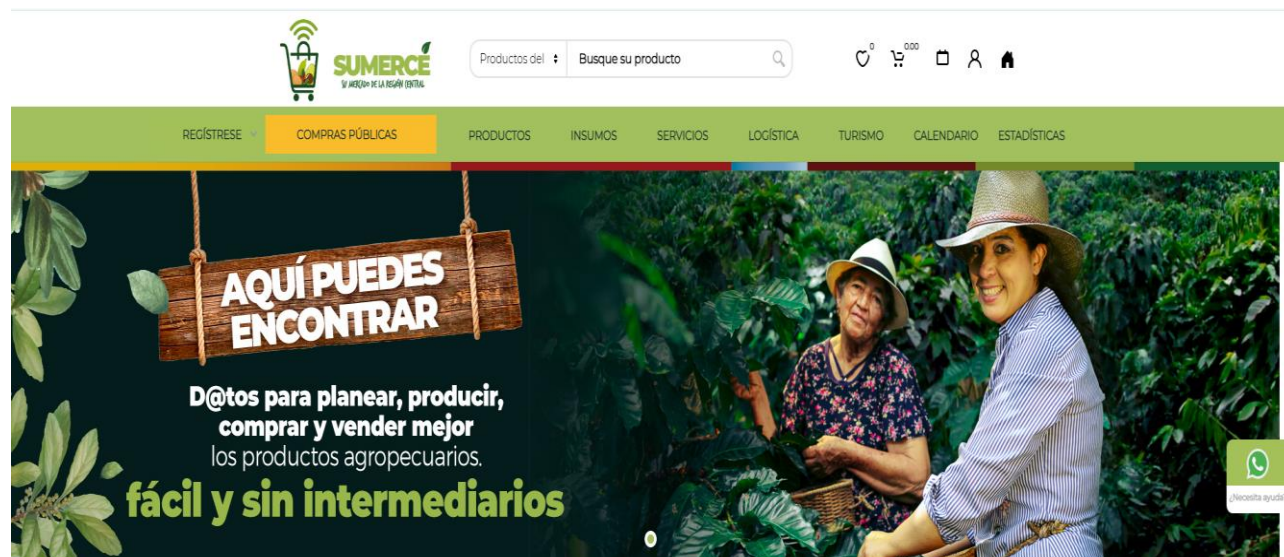 SUMERCÉ
SU MERCADO DE LA REGIÓN CENTRAL
Productos del
Busque su producto
0
0.00
REGÍSTRESE
COMPRAS PÚBLICAS
PRODUCTOS
INSUMOS
SERVICIOS
LOGÍSTICA
TURISMO
CALENDARIO
ESTADÍSTICAS
AQUÍ PUEDES
ENCONTRAR
D@tos para planear, producir,
comprar y vender mejor
los productos agropecuarios.
fácil y sin intermediarios
¿Necesita ayuda